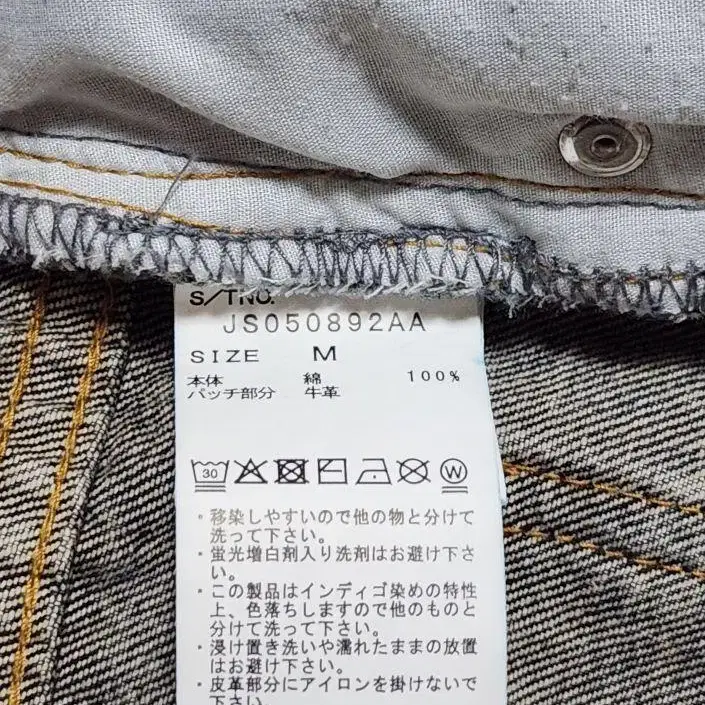 S/TNO.
JS050892AA
SIZE M
本体 綿 100%
パッチ部分 牛革
30 W
・移染しやすいので他の物と分けて
洗って下さい。
・蛍光増白剤入り洗剤はお避け下さ
い。
・この製品はインディゴ染めの特性
上、色落ちしますので他のものと
分けて洗って下さい。
・浸け置き洗いや濡れたままの放置
はお避け下さい。
・皮革部分にアイロンを掛けないで
下さい。